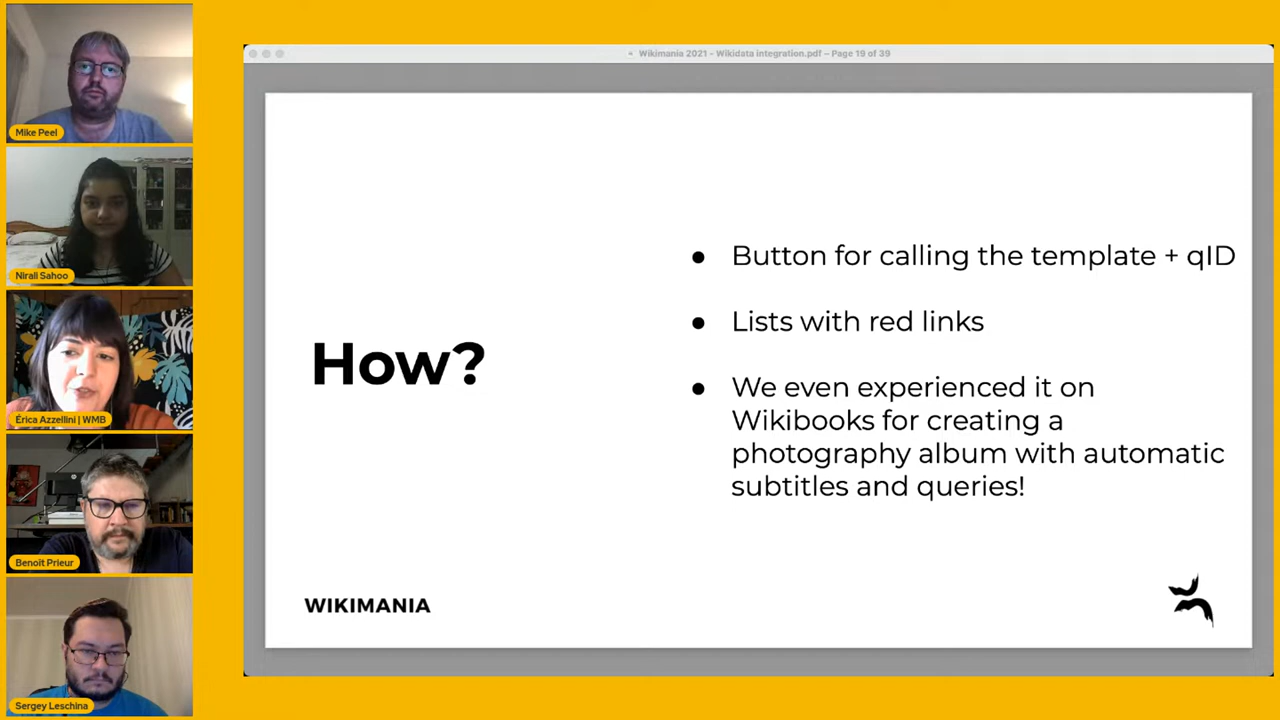 Wikimania 2021 - Wikidata integration.pdf – Page 19 of 39
Mike Peel
Nirali Sahoo
Érica Azzellini | WMB
Benoît Prieur
Sergey Leschina
How?
● Button for calling the template + qID
● Lists with red links
● We even experienced it on
Wikibooks for creating a
photography album with automatic
subtitles and queries!
WIKIMANIA